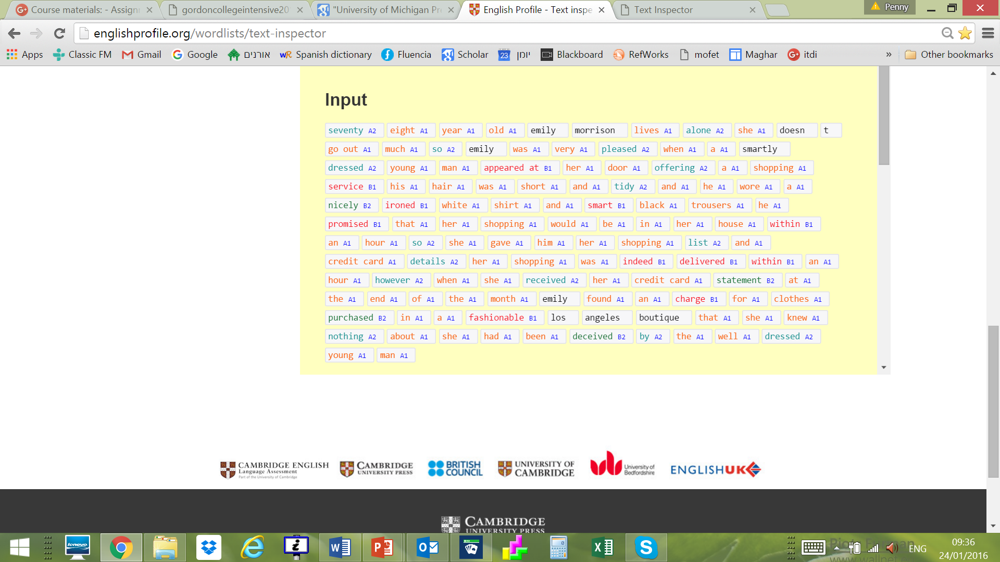 Course materials: - Assignm
gordoncollegeintensive20
"University of Michigan Pre
English Profile - Text inspe
Text Inspector
Penny
englishprofile.org/wordlists/text-inspector
Apps Classic FM Gmail Google אורנים Spanish dictionary Fluencia Scholar 23 יומן Blackboard RefWorks mofet Maghar itdi » Other bookmarks
Input
seventy A2 eight A1 year A1 old A1 emily morrison lives A1 alone A2 she A1 doesn t
go out A1 much A1 so A2 emily was A1 very A1 pleased A2 when A1 a A1 smartly
dressed A2 young A1 man A1 appeared at B1 her A1 door A1 offering A2 a A1 shopping A1
service B1 his A1 hair A1 was A1 short A1 and A1 tidy A2 and A1 he A1 wore A1 a A1
nicely B2 ironed B1 white A1 shirt A1 and A1 smart B1 black A1 trousers A1 he A1
promised B1 that A1 her A1 shopping A1 would A1 be A1 in A1 her A1 house A1 within B1
an A1 hour A1 so A2 she A1 gave A1 him A1 her A1 shopping A1 list A2 and A1
credit card A1 details A2 her A1 shopping A1 was A1 indeed B1 delivered B1 within B1 an A1
hour A1 however A2 when A1 she A1 received A2 her A1 credit card A1 statement B2 at A1
the A1 end A1 of A1 the A1 month A1 emily found A1 an A1 charge B1 for A1 clothes A1
purchased B2 in A1 a A1 fashionable B1 los angeles boutique that A1 she A1 knew A1
nothing A2 about A1 she A1 had A1 been A1 deceived B2 by A2 the A1 well A1 dressed A2
young A1 man A1
CAMBRIDGE ENGLISH
Language Assessment
Part of the University of Cambridge
CAMBRIDGE
UNIVERSITY PRESS
BRITISH
COUNCIL
UNIVERSITY OF
CAMBRIDGE
University of
Bedfordshire
ENGLISHUK
CAMBRIDGE
UNIVERSITY PRESS
lenovo
ENG
09:36
24/01/2016